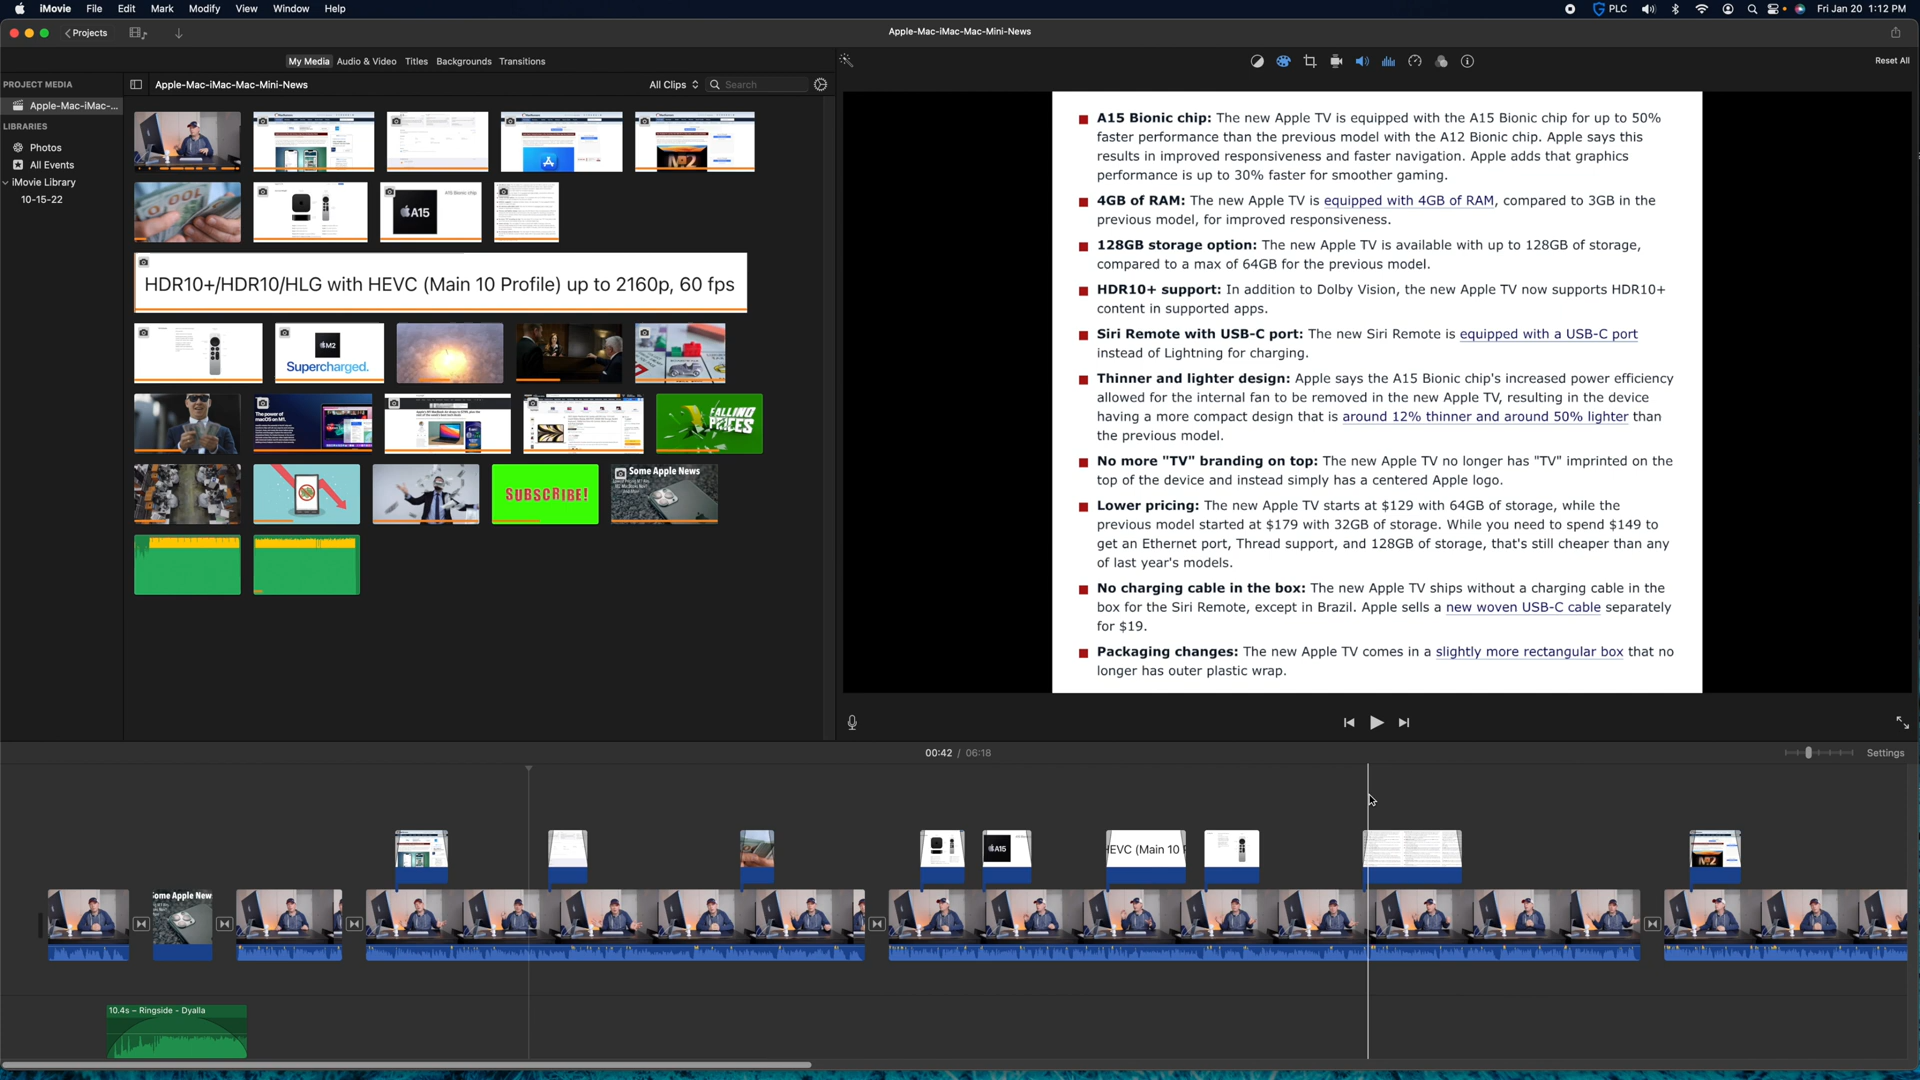 iMovie File Edit Mark Modify View Window Help
PLC Fri Jan 20 1:12 PM
Projects
Apple-Mac-iMac-Mac-Mini-News
My Media Audio & Video Titles Backgrounds Transitions
Reset All
PROJECT MEDIA
Apple-Mac-iMac-Mac-Mini-News
All Clips
Search
Apple-Mac-iMac-...
LIBRARIES
Photos
All Events
iMovie Library
10-15-22
A15
A15 Bionic chip
HDR10+/HDR10/HLG with HEVC (Main 10 Profile) up to 2160p, 60 fps
M2
Supercharged.
The power of
macOS on M1.
FALLING
PRICES
SUBSCRIBE!
Some Apple News
A15 Bionic chip: The new Apple TV is equipped with the A15 Bionic chip for up to 50%
faster performance than the previous model with the A12 Bionic chip. Apple says this
results in improved responsiveness and faster navigation. Apple adds that graphics
performance is up to 30% faster for smoother gaming.
4GB of RAM: The new Apple TV is equipped with 4GB of RAM, compared to 3GB in the
previous model, for improved responsiveness.
128GB storage option: The new Apple TV is available with up to 128GB of storage,
compared to a max of 64GB for the previous model.
HDR10+ support: In addition to Dolby Vision, the new Apple TV now supports HDR10+
content in supported apps.
Siri Remote with USB-C port: The new Siri Remote is equipped with a USB-C port
instead of Lightning for charging.
Thinner and lighter design: Apple says the A15 Bionic chip's increased power efficiency
allowed for the internal fan to be removed in the new Apple TV, resulting in the device
having a more compact design that is around 12% thinner and around 50% lighter than
the previous model.
No more "TV" branding on top: The new Apple TV no longer has "TV" imprinted on the
top of the device and instead simply has a centered Apple logo.
Lower pricing: The new Apple TV starts at $129 with 64GB of storage, while the
previous model started at $179 with 32GB of storage. While you need to spend $149 to
get an Ethernet port, Thread support, and 128GB of storage, that's still cheaper than any
of last year's models.
No charging cable in the box: The new Apple TV ships without a charging cable in the
box for the Siri Remote, except in Brazil. Apple sells a new woven USB-C cable separately
for $19.
Packaging changes: The new Apple TV comes in a slightly more rectangular box that no
longer has outer plastic wrap.
00:42 / 06:18
Settings
A15
HEVC (Main 10 P
M2
ome Apple New
10.4s – Ringside - Dyalla